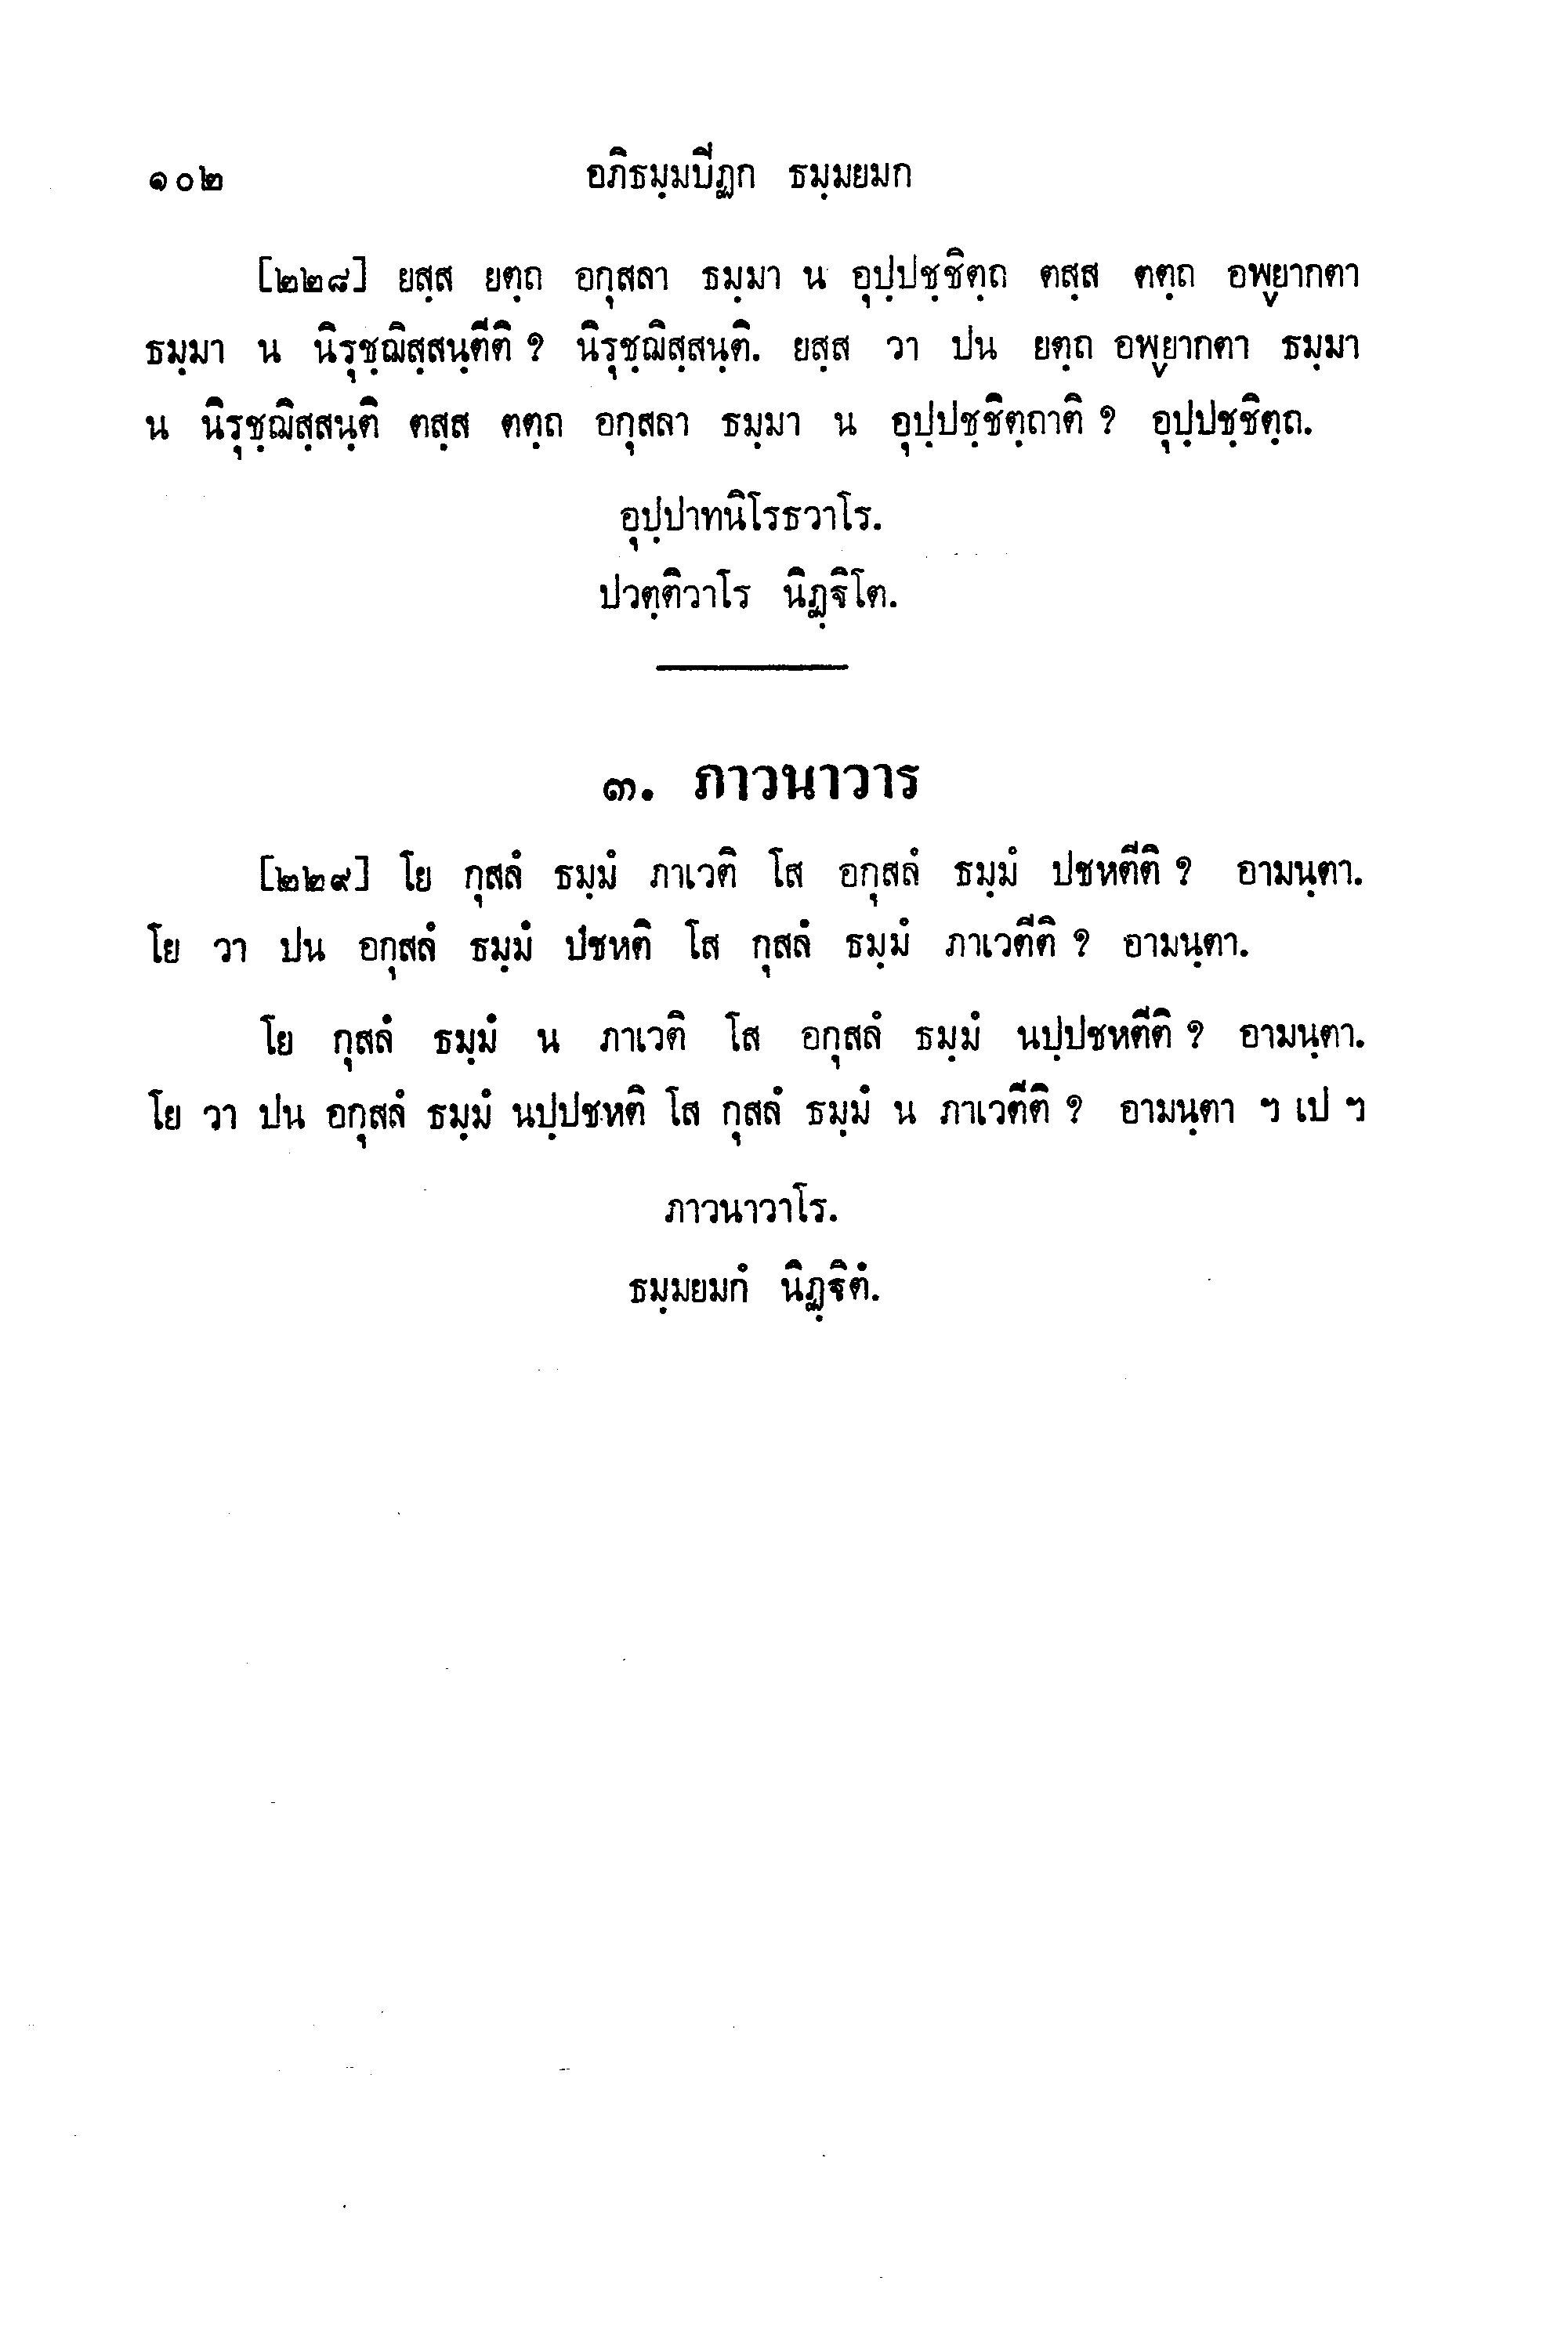 ๑๐๒ อภิธมฺมปีฏก ธมฺมยมก
[๒๒๘] ยสฺส ยตฺถ อกุสลา ธมฺมา น อุปฺปชฺชิตฺถ ตสฺส ตตฺถ อพฺยากตา
ธมฺมา น นิรุชฺฌิสฺสนฺตีติ ? นิรุชฺฌิสฺสนฺติ. ยสฺส วา ปน ยตฺถ อพฺยากตา ธมฺมา
น นิรุชฺฌิสฺสนฺติ ตสฺส ตตฺถ อกุสลา ธมฺมา น อุปฺปชฺชิตฺถาติ ? อุปฺปชฺชิตฺถ.
อุปฺปาทนิโรธวาโร.
ปวตฺติวาโร นิฏฺฐิโต.
๓. ภาวนาวาร
[๒๒๙] โย กุสลํ ธมฺมํ ภาเวติ โส อกุสลํ ธมฺมํ ปชหตีติ ? อามนฺตา.
โย วา ปน อกุสลํ ธมฺมํ ปชหติ โส กุสลํ ธมฺมํ ภาเวตีติ ? อามนฺตา.
โย กุสลํ ธมฺมํ น ภาเวติ โส อกุสลํ ธมฺมํ นปฺปชหตีติ ? อามนฺตา.
โย วา ปน อกุสลํ ธมฺมํ นปฺปชหติ โส กุสลํ ธมฺมํ น ภาเวตีติ ? อามนฺตา ฯ เป ฯ
ภาวนาวาโร.
ธมฺมยมกํ นิฏฺฐิตํ.